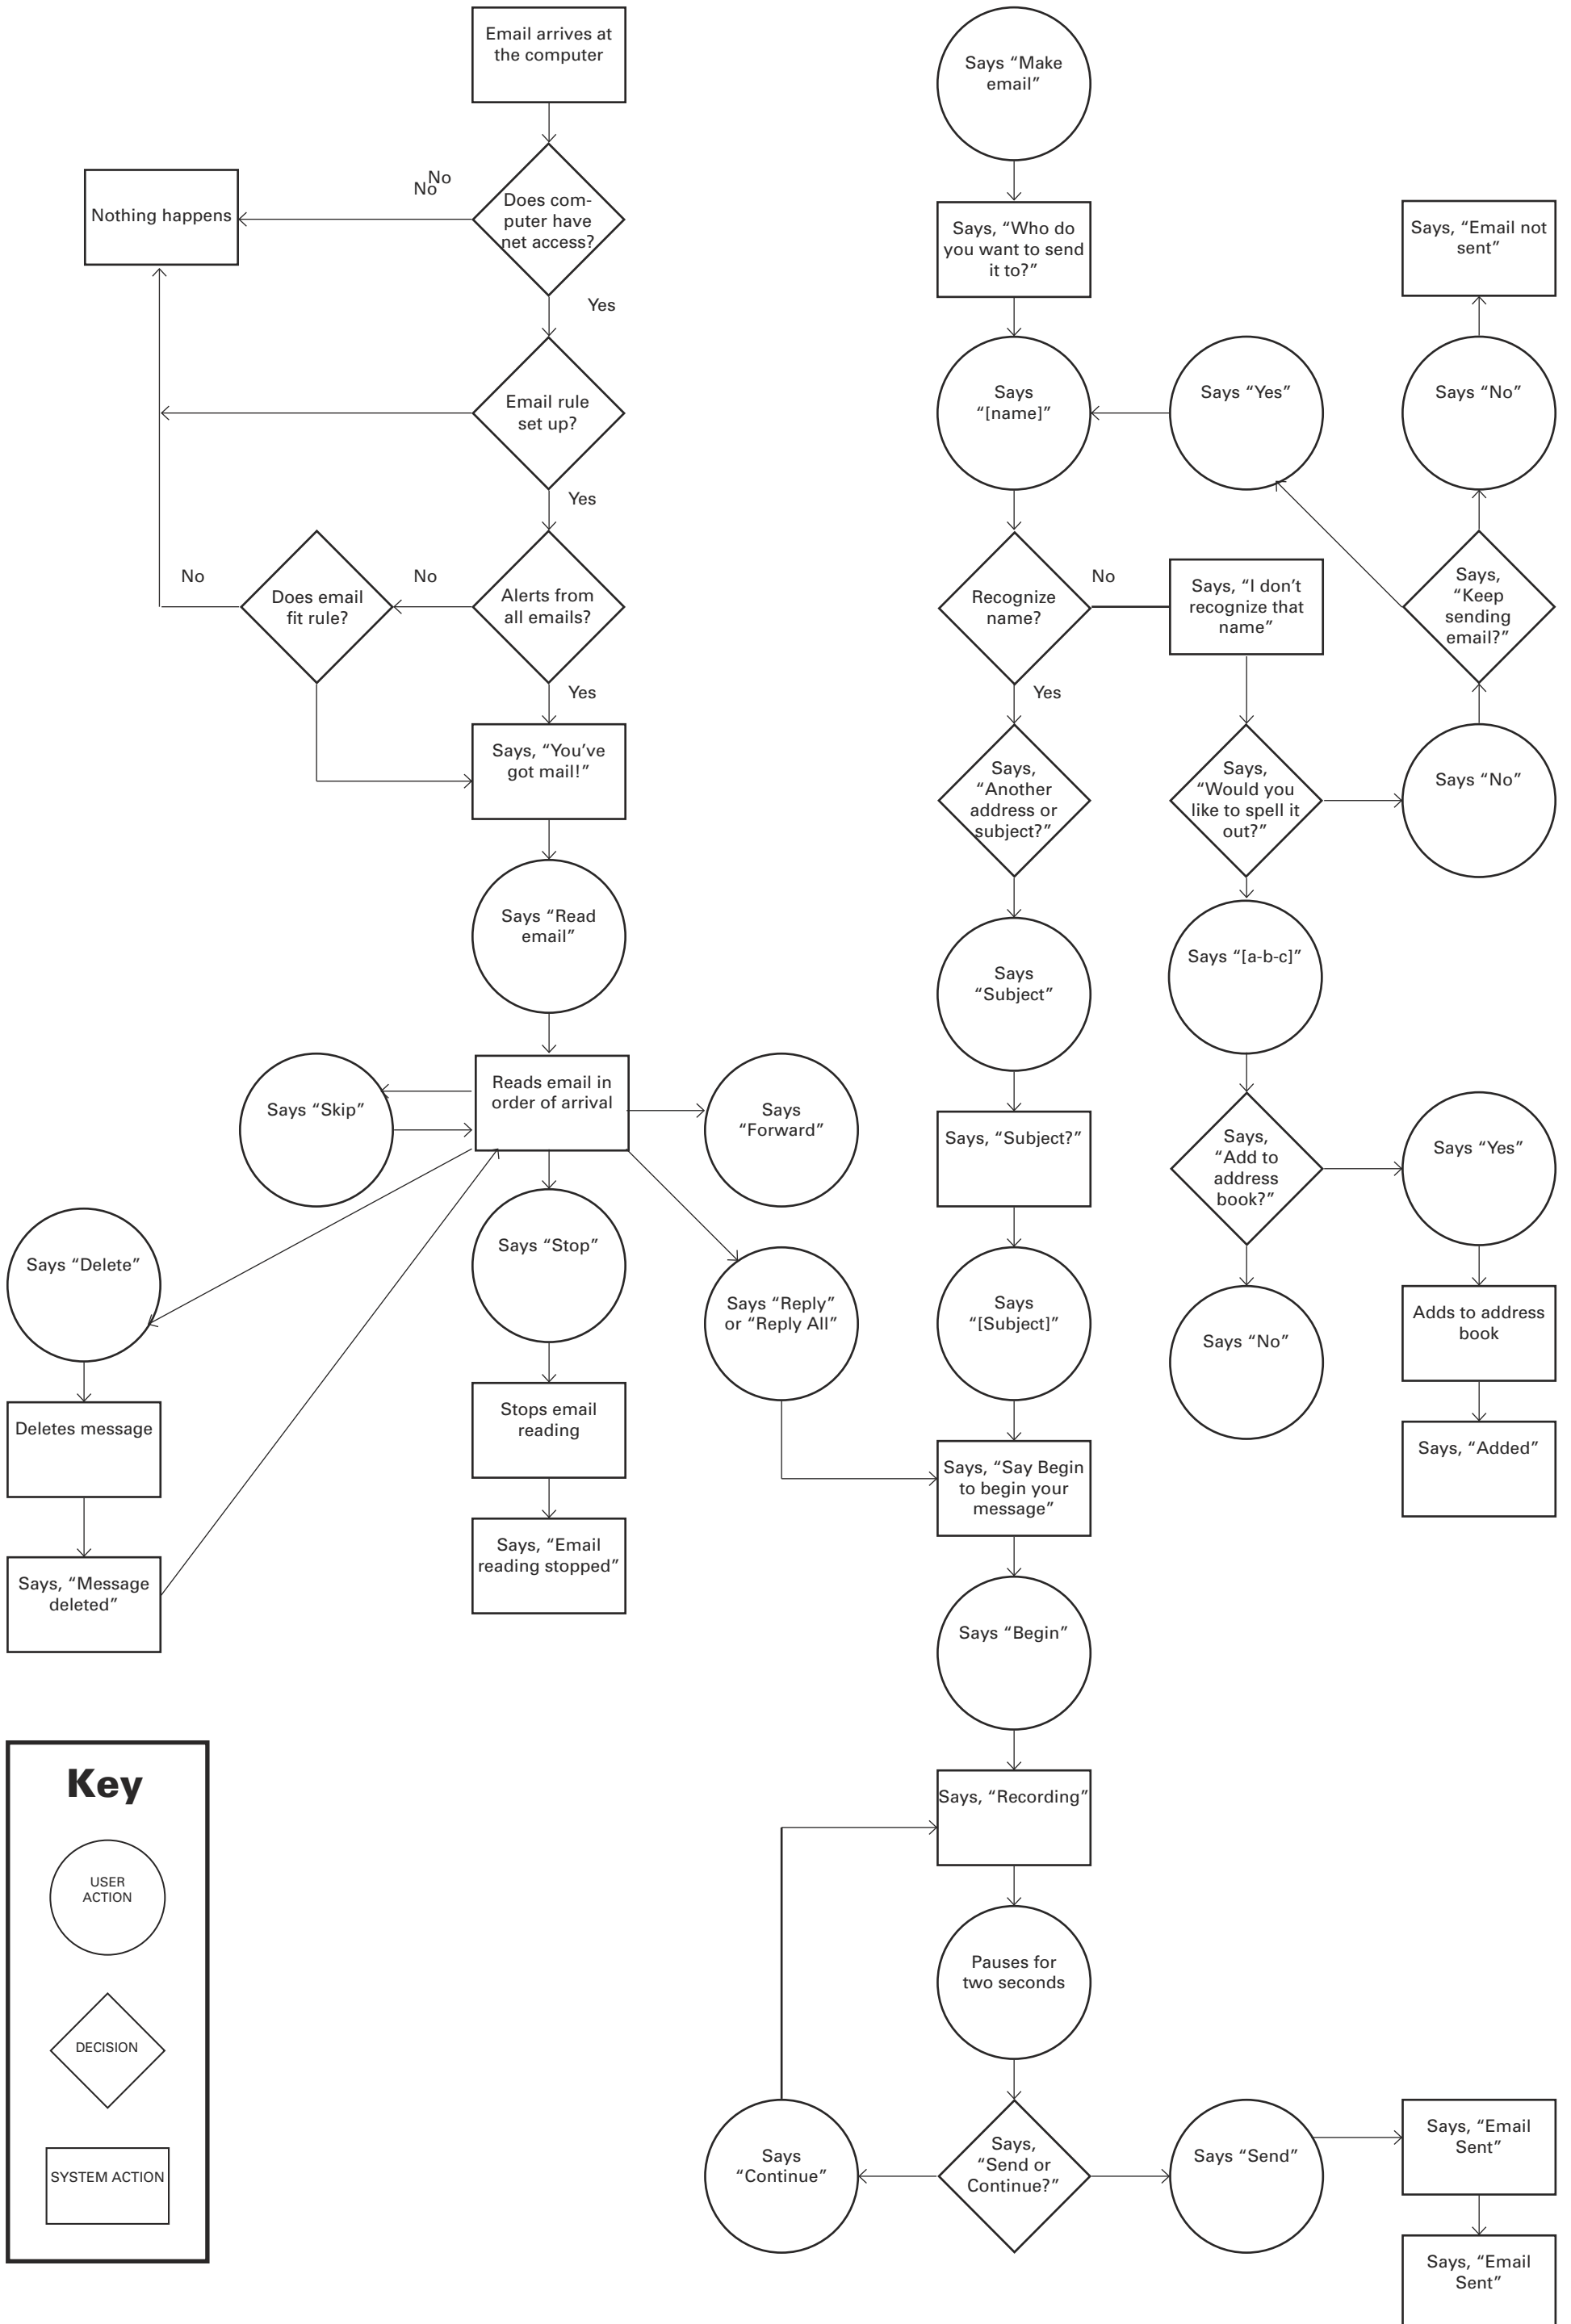 Email arrives at
the computer
No
No
Does com-
puter have
net access?
Nothing happens
Yes
Email rule
set up?
Yes
No
Does email
fit rule?
No
Alerts from
all emails?
Yes
Says, “You’ve
got mail!”
Says “Read
email”
Reads email in
order of arrival
Says “Skip”
Says
“Forward”
Says “Delete”
Says “Stop”
Says “Reply”
or “Reply All”
Deletes message
Stops email
reading
Says, “Message
deleted”
Says, “Email
reading stopped”
Says “Make
email”
Says, “Who do
you want to send
it to?”
Says, “Email not
sent”
Says
“[name]”
Says “Yes”
Says “No”
Recognize
name?
No
Says, “I don’t
recognize that
name”
Says,
“Keep
sending
email?”
Yes
Says,
“Another
address or
subject?”
Says,
“Would you
like to spell it
out?”
Says “No”
Says
“Subject”
Says “[a-b-c]”
Says, “Subject?”
Says,
“Add to
address
book?”
Says “Yes”
Says
“[Subject]”
Says “No”
Adds to address
book
Says, “Added”
Says, “Say Begin
to begin your
message”
Says “Begin”
Says, “Recording”
Pauses for
two seconds
Says
“Continue”
Says,
“Send or
Continue?”
Says “Send”
Says, “Email
Sent”
Says, “Email
Sent”
Key
USER
ACTION
DECISION
SYSTEM ACTION